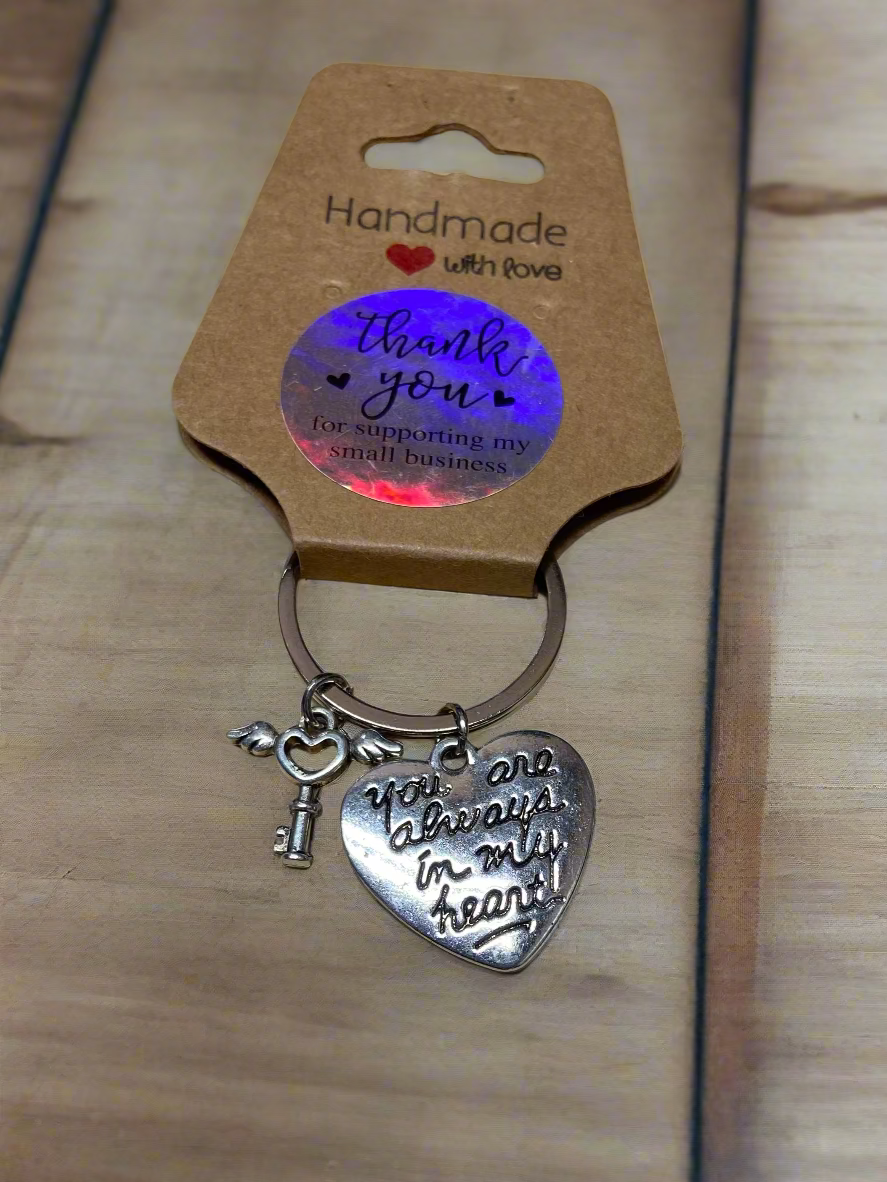 Handmade
with love
thank
you
for supporting my
small business
you are
always
in my
heart